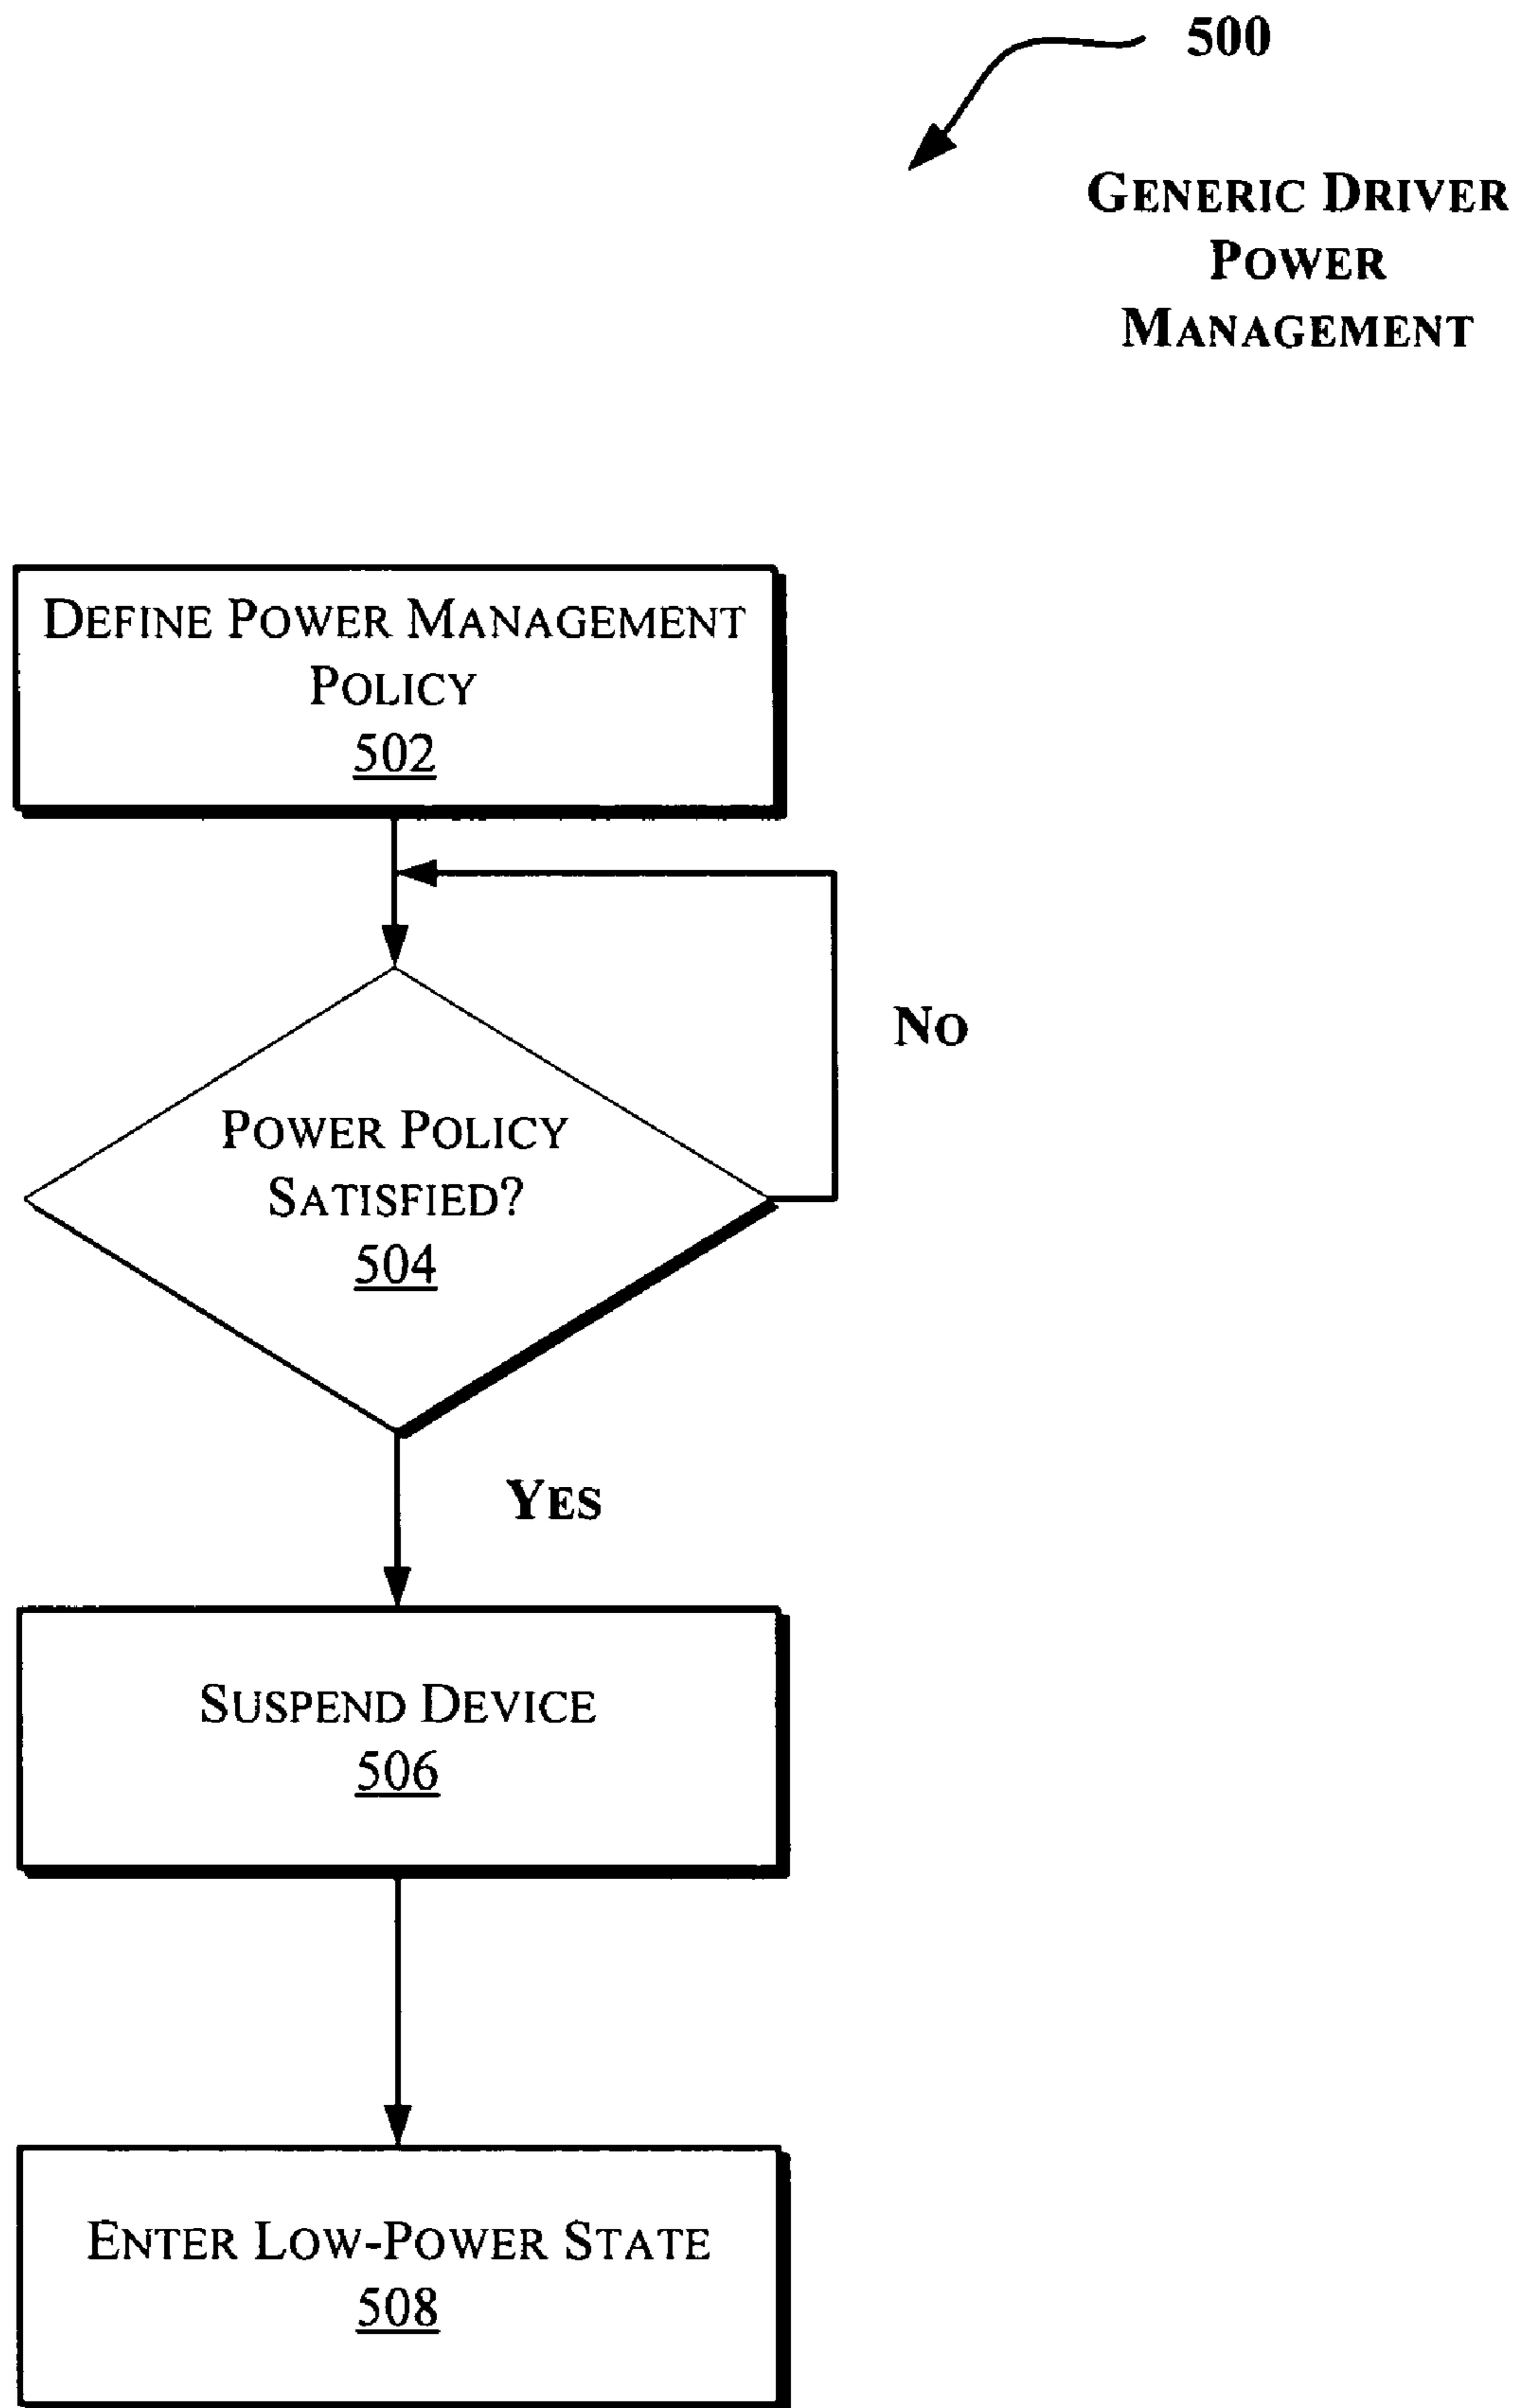 500
GENERIC DRIVER
POWER
MANAGEMENT
DEFINE POWER MANAGEMENT
POLICY
502
NO
POWER POLICY
SATISFIED?
504
YES
SUSPEND DEVICE
506
ENTER LOW-POWER STATE
508